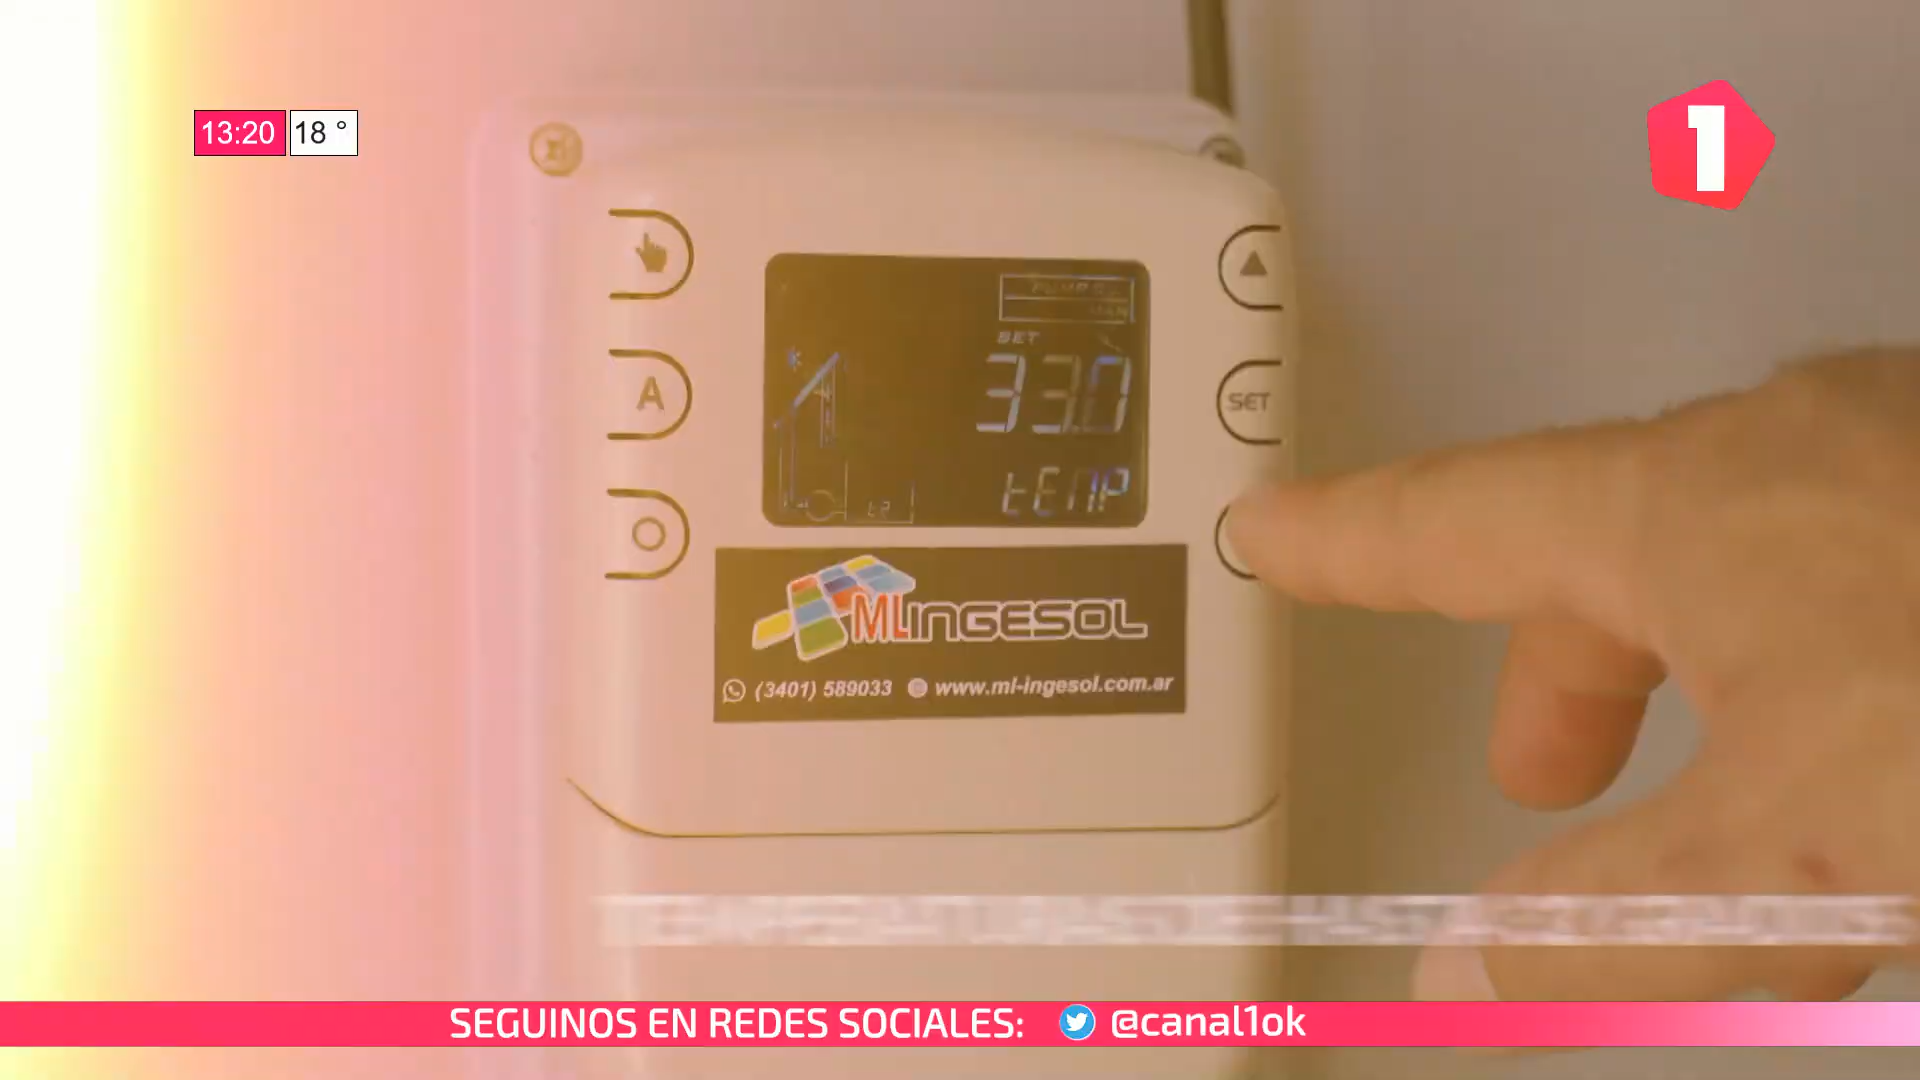 13:20 18 °
1
SET
A
33.0
SET
tEMP
t2
MLINGESOL
(3401) 589033 www.ml-ingesol.com.ar
SEGUINOS EN REDES SOCIALES: @canal1ok